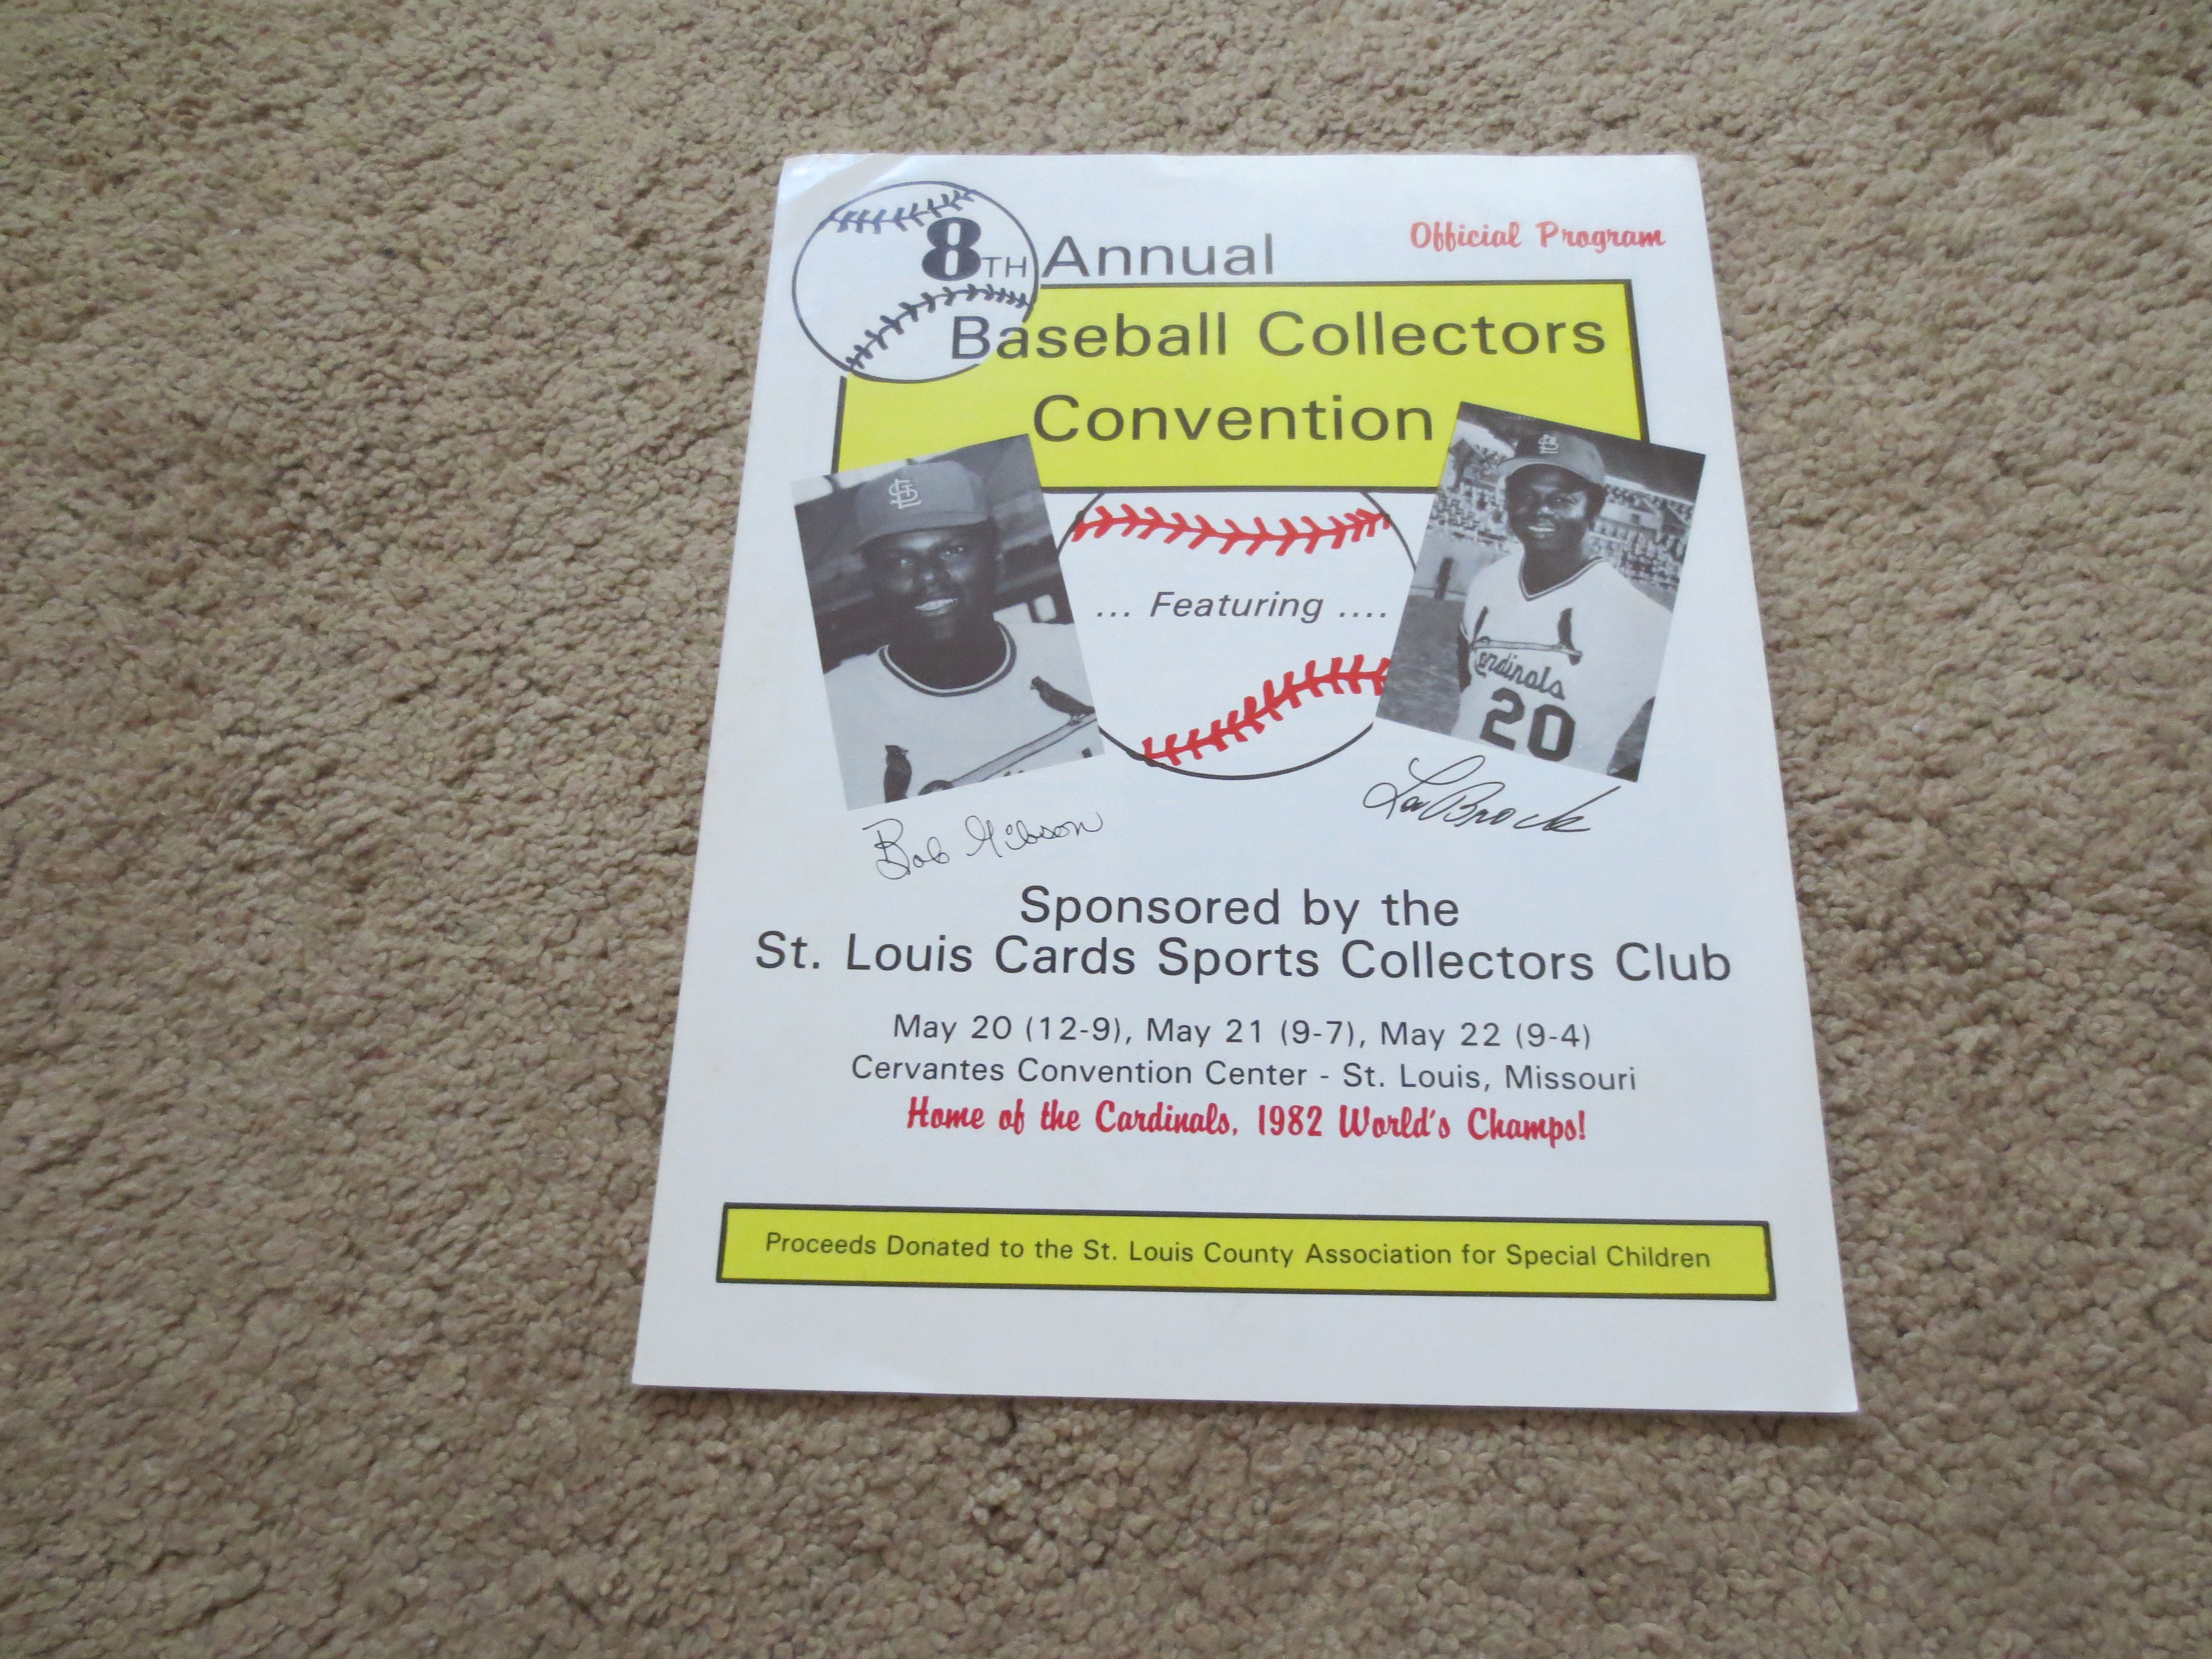 8TH Annual
Official Program
Baseball Collectors
Convention
... Featuring ....
Cardinals
20
Bob Gibson
Lou Brock
Sponsored by the
St. Louis Cards Sports Collectors Club
May 20 (12-9), May 21 (9-7), May 22 (9-4)
Cervantes Convention Center - St. Louis, Missouri
Home of the Cardinals, 1982 World's Champs!
Proceeds Donated to the St. Louis County Association for Special Children